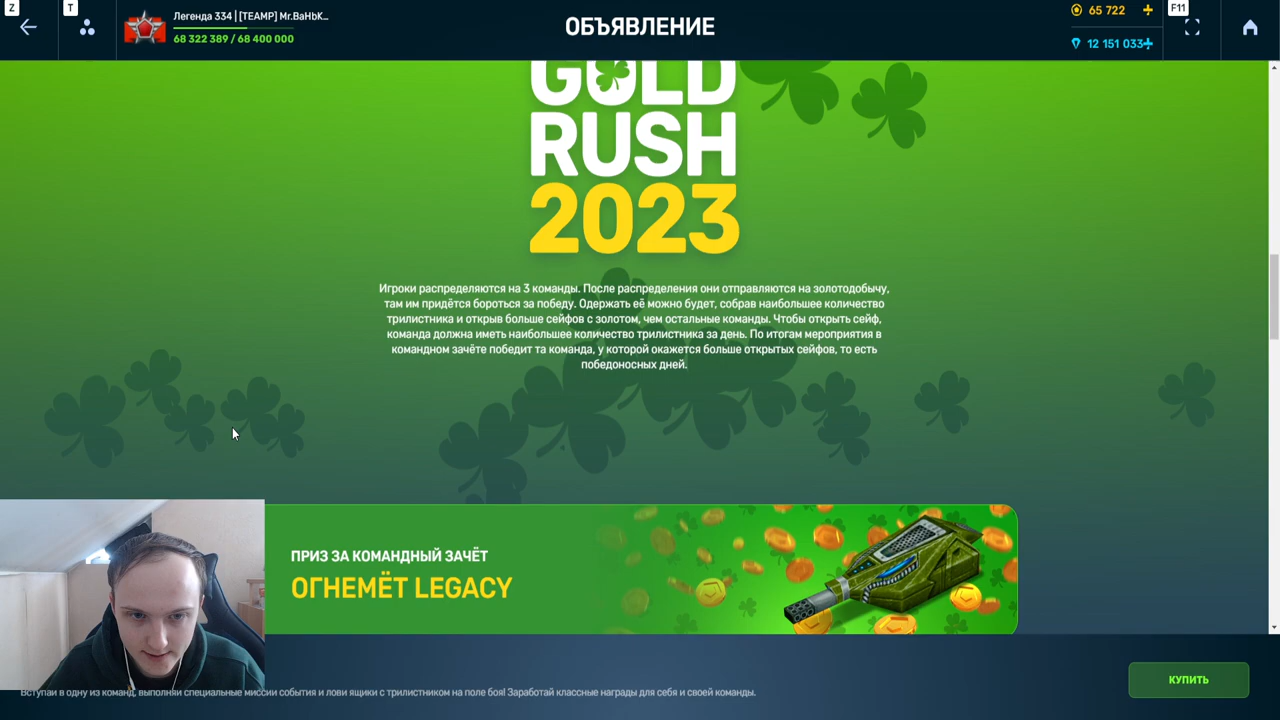 Z
T
Легенда 334 | [TEAMP] Mr.BaHbK...
68 322 389 / 68 400 000
ОБЪЯВЛЕНИЕ
65 722
12 151 033
F11
GOLD
RUSH
2023
Игроки распределяются на 3 команды. После распределения они отправляются на золотодобычу,
там им придётся бороться за победу. Одержать её можно будет, собрав наибольшее количество
трилистника и открыв больше сейфов с золотом, чем остальные команды. Чтобы открыть сейф,
команда должна иметь наибольшее количество трилистника за день. По итогам мероприятия в
командном зачёте победит та команда, у которой окажется больше открытых сейфов, то есть
победоносных дней.
ПРИЗ ЗА КОМАНДНЫЙ ЗАЧЁТ
ОГНЕМЁТ LEGACY
Вступай в одну из команд, выполняй специальные миссии события и лови ящики с трилистником на поле боя! Заработай классные награды для себя и своей команды.
КУПИТЬ